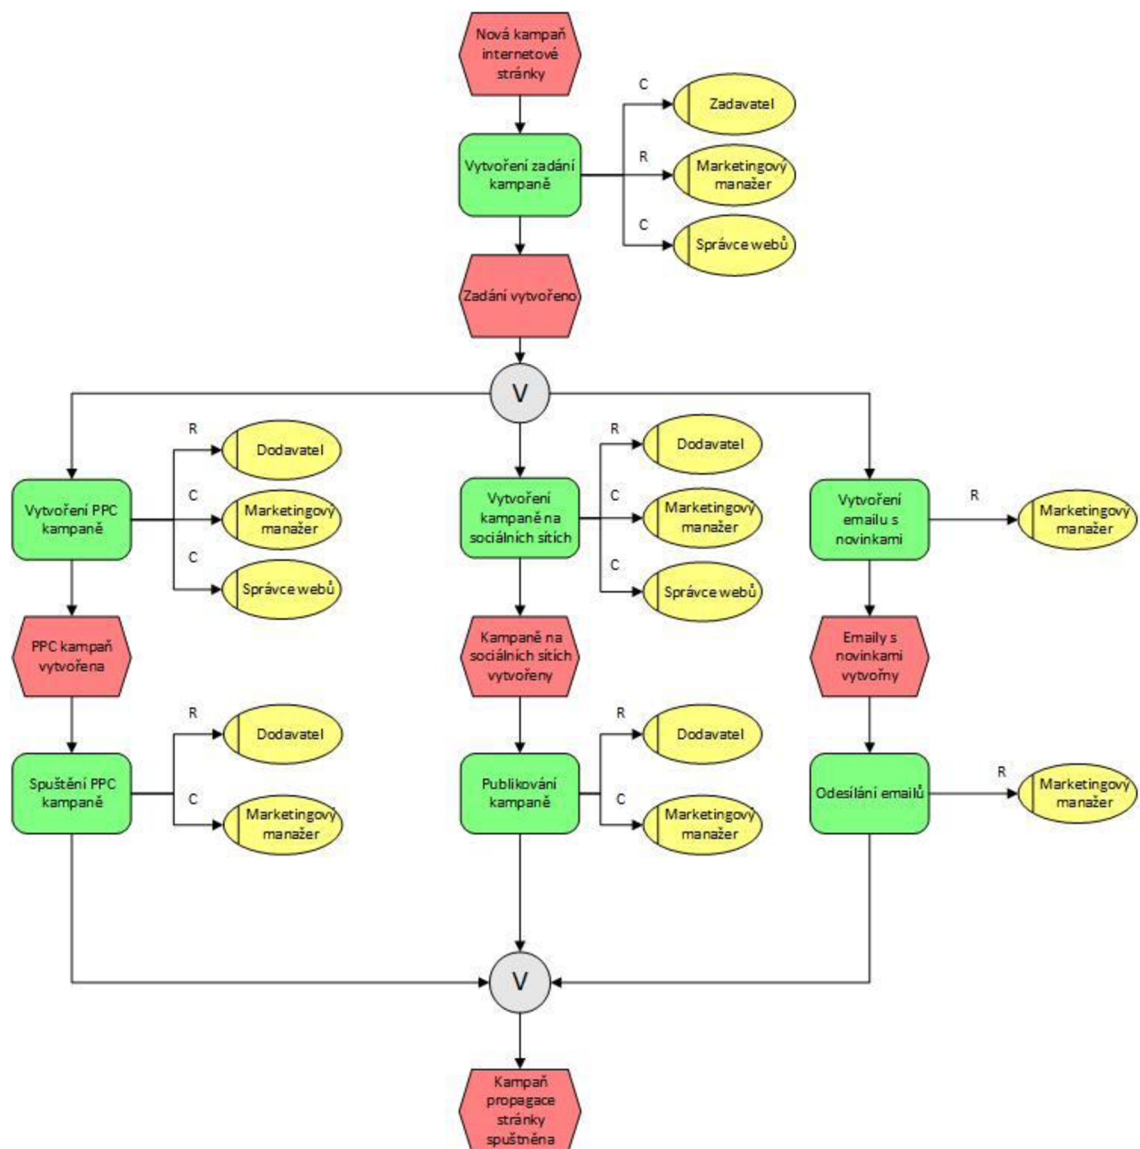 Nová kampaň
internetové
stránky
C
Zadavatel
Vytvoření zadání
kampaně
R
Marketingový
manažer
C
Správce webů
Zadání vytvořeno
V
R
Dodavatel
Vytvoření PPC
kampaně
C
Marketingový
manažer
C
Správce webů
R
Dodavatel
Vytvoření
kampaně na
sociálních sítích
C
Marketingový
manažer
C
Správce webů
Vytvoření
emailu s
novinkami
R
Marketingový
manažer
PPC kampaň
vytvořena
Kampaně na
sociálních sítích
vytvořeny
Emaily s
novinkami
vytvořny
R
Dodavatel
Spuštění PPC
kampaně
C
Marketingový
manažer
R
Dodavatel
Publikování
kampaně
C
Marketingový
manažer
Odesílání emailů
R
Marketingový
manažer
V
Kampaň
propagace
stránky
spuštněna